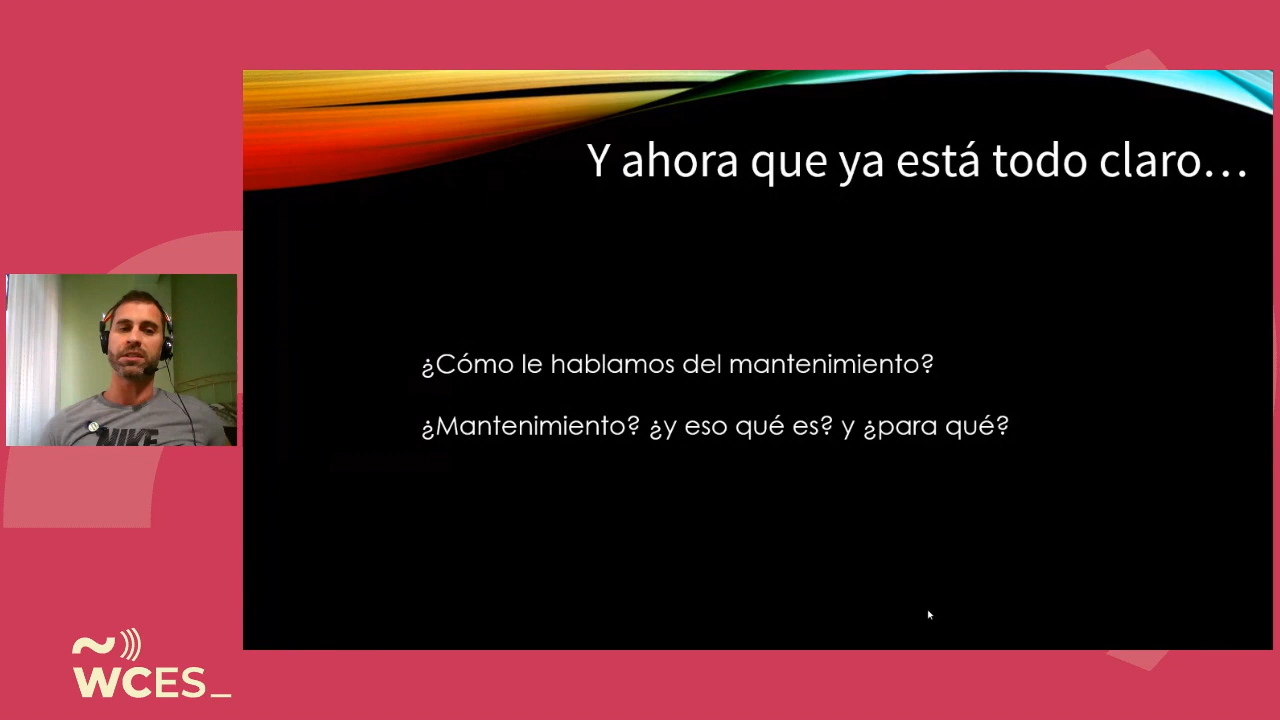 Y ahora que ya está todo claro…
¿Cómo le hablamos del mantenimiento?
¿Mantenimiento? ¿y eso qué es? y ¿para qué?
NIKE
WCES_